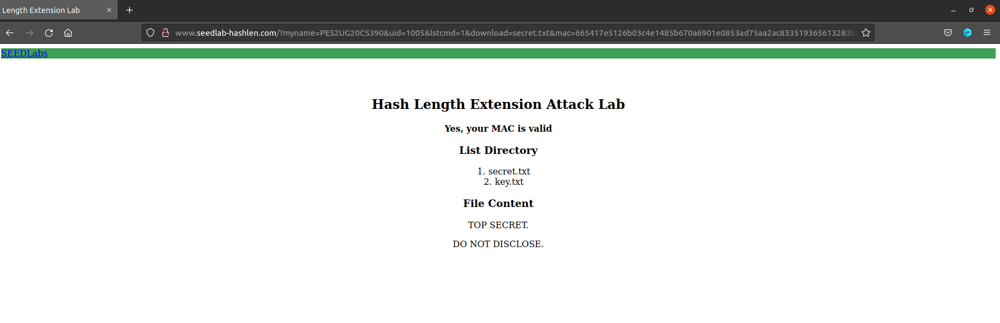 Length Extension Lab
www.seedlab-hashlen.com/?myname=PES2UG20CS390&uid=1005&lstcmd=1&download=secret.txt&mac=665417e5126b03c4e1485b670a6901e0853ad75aa2ac833519365613283b
SEEDLabs
Hash Length Extension Attack Lab
Yes, your MAC is valid
List Directory
1. secret.txt
2. key.txt
File Content
TOP SECRET.
DO NOT DISCLOSE.